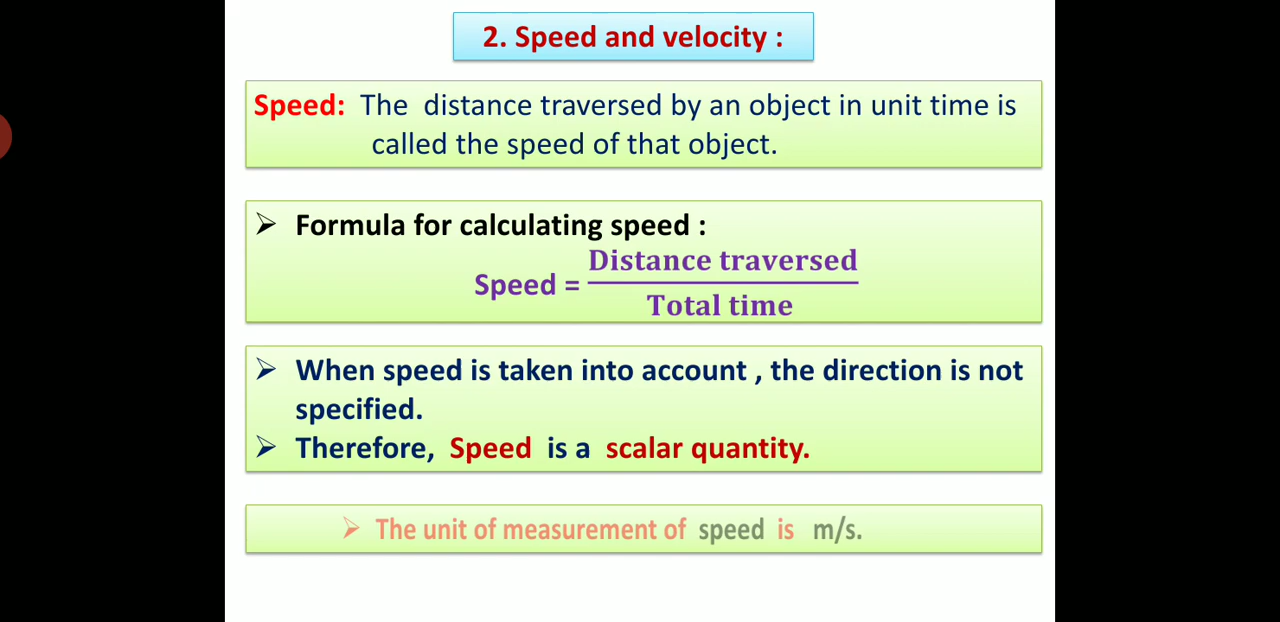 2. Speed and velocity :
Speed: The distance traversed by an object in unit time is
called the speed of that object.
➢ Formula for calculating speed :
Speed = Distance traversed / Total time
➢ When speed is taken into account , the direction is not
specified.
➢ Therefore, Speed is a scalar quantity.
➢ The unit of measurement of speed is m/s.